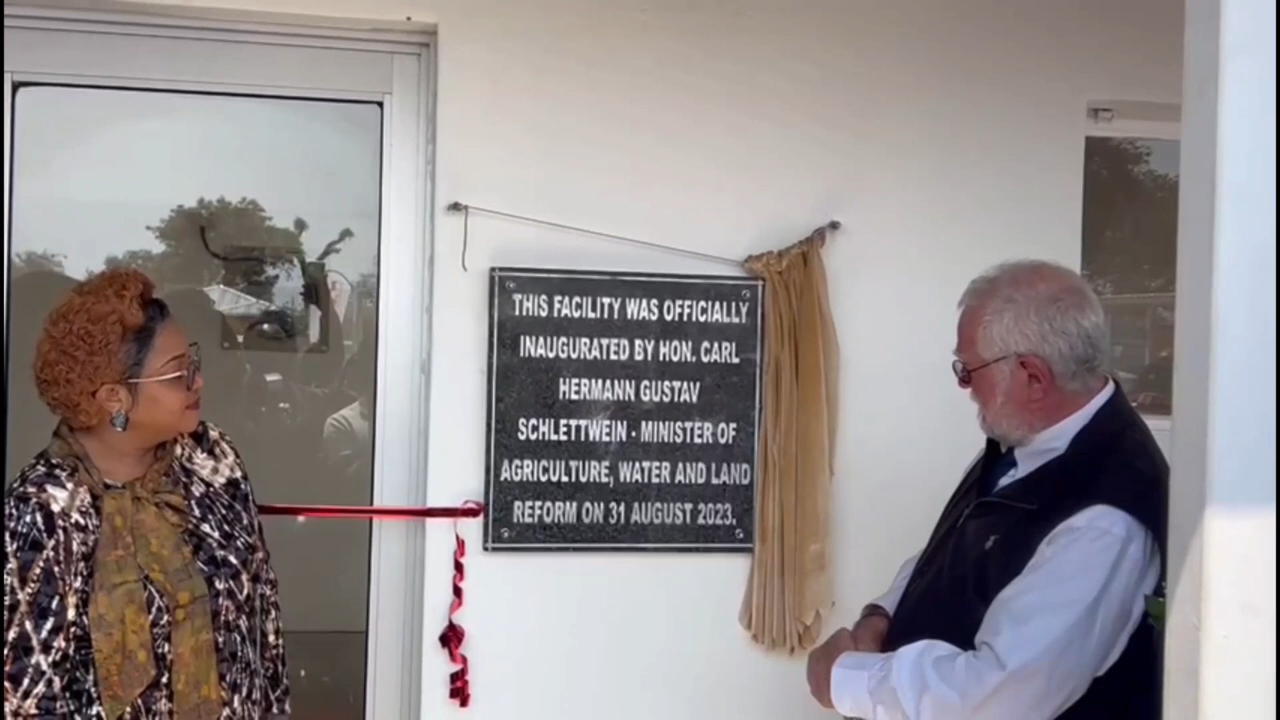 THIS FACILITY WAS OFFICIALLY
INAUGURATED BY HON. CARL
HERMANN GUSTAV
SCHLETTWEIN - MINISTER OF
AGRICULTURE, WATER AND LAND
REFORM ON 31 AUGUST 2023.